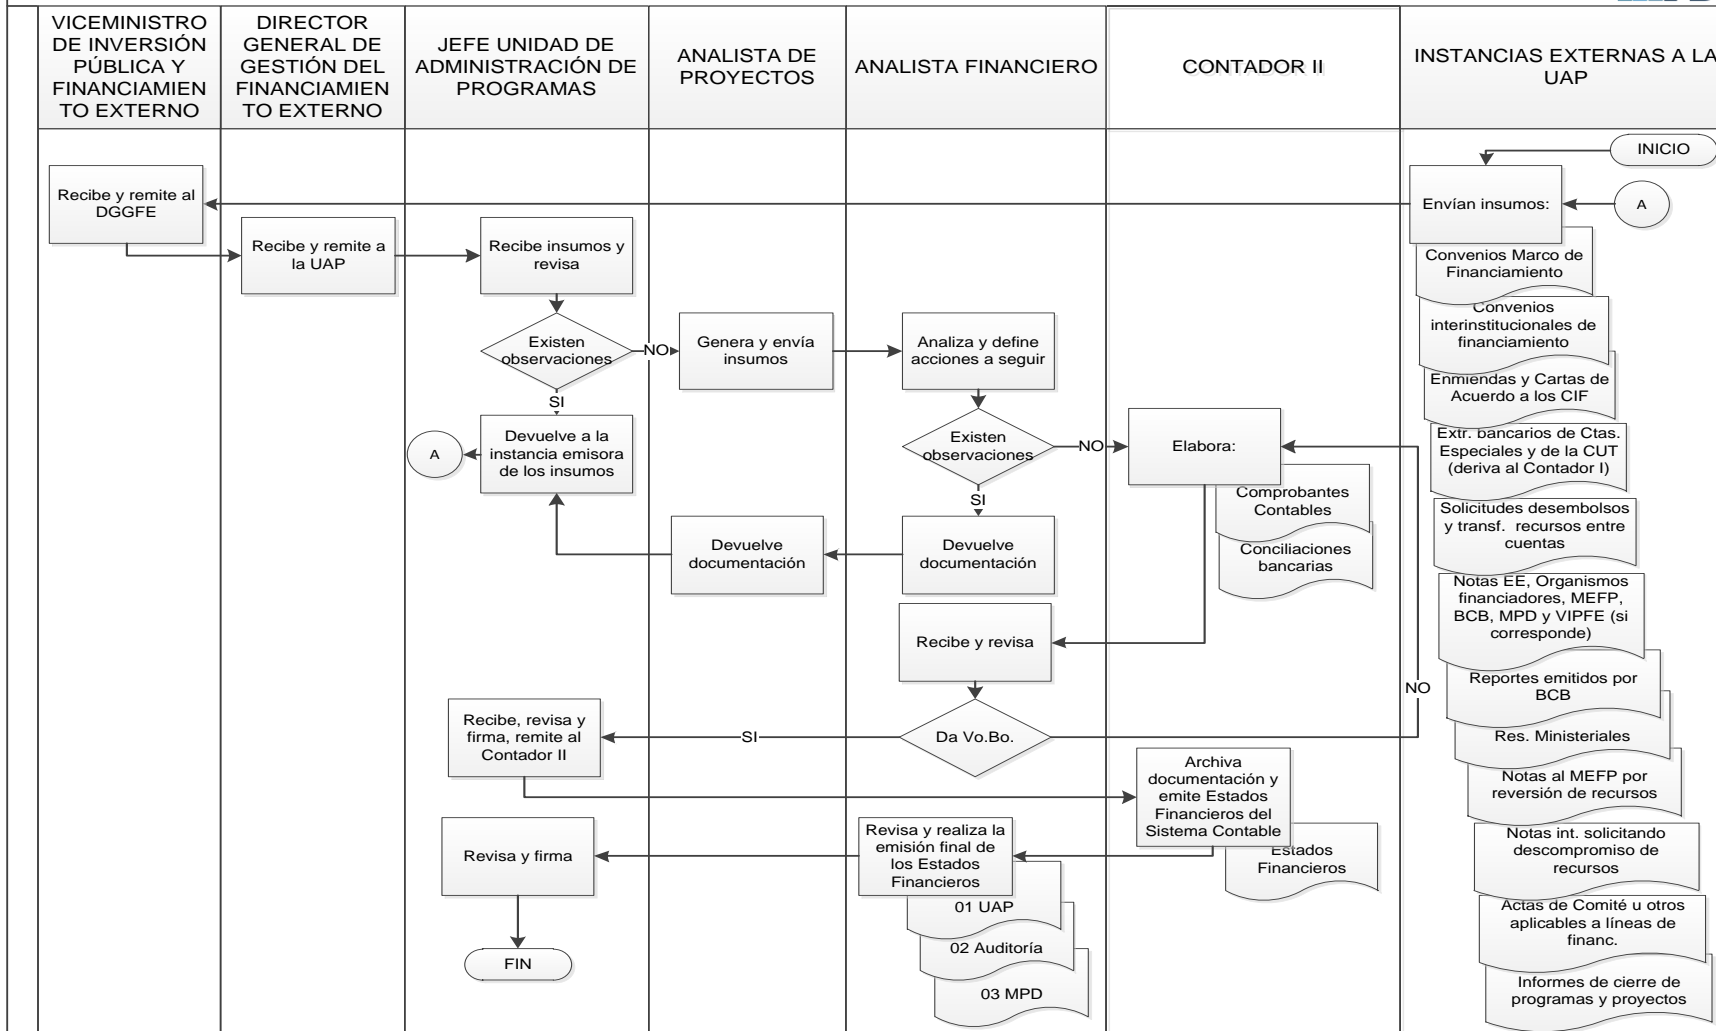 VICEMINISTRO
DE INVERSIÓN
PÚBLICA Y
FINANCIAMIEN
TO EXTERNO
DIRECTOR
GENERAL DE
GESTIÓN DEL
FINANCIAMIEN
TO EXTERNO
JEFE UNIDAD DE
ADMINISTRACIÓN DE
PROGRAMAS
ANALISTA DE
PROYECTOS
ANALISTA FINANCIERO
CONTADOR II
INSTANCIAS EXTERNAS A LA
UAP
INICIO
Recibe y remite al
DGGFE
Envían insumos:
A
Recibe y remite a
la UAP
Recibe insumos y
revisa
Convenios Marco de
Financiamiento
Convenios
interinstitucionales de
financiamiento
Existen
observaciones
NO
Genera y envía
insumos
Analiza y define
acciones a seguir
Enmiendas y Cartas de
Acuerdo a los CIF
SI
Devuelve a la
instancia emisora
de los insumos
A
Existen
observaciones
NO
Elabora:
Extr. bancarios de Ctas.
Especiales y de la CUT
(deriva al Contador I)
SI
Comprobantes
Contables
Solicitudes desembolsos
y transf. recursos entre
cuentas
Devuelve
documentación
Devuelve
documentación
Conciliaciones
bancarias
Notas EE, Organismos
financiadores, MEFP,
BCB, MPD y VIPFE (si
corresponde)
Recibe y revisa
NO
Reportes emitidos por
BCB
Recibe, revisa y
firma, remite al
Contador II
SI
Da Vo.Bo.
Res. Ministeriales
Archiva
documentación y
emite Estados
Financieros del
Sistema Contable
Notas al MEFP por
reversión de recursos
Revisa y firma
Revisa y realiza la
emisión final de
los Estados
Financieros
Estados
Financieros
Notas int. solicitando
descompromiso de
recursos
01 UAP
Actas de Comité u otros
aplicables a líneas de
financ.
02 Auditoría
FIN
03 MPD
Informes de cierre de
programas y proyectos